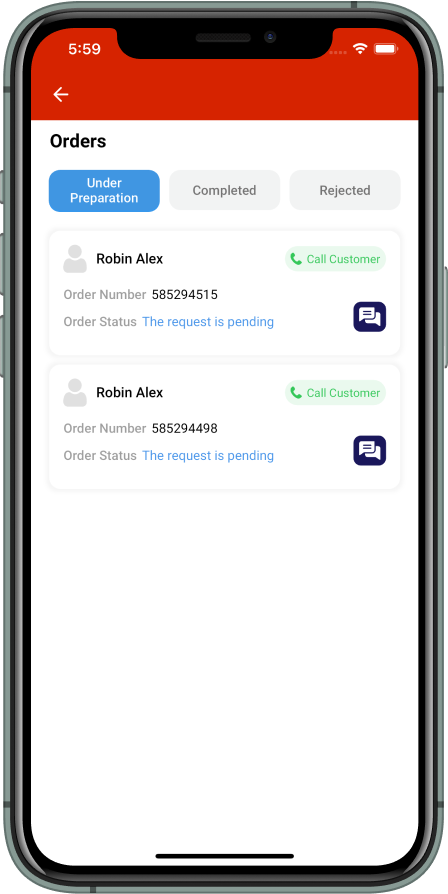 5:59
Orders
Under
Preparation
Completed
Rejected
Robin Alex
Call Customer
Order Number 585294515
Order Status The request is pending
Robin Alex
Call Customer
Order Number 585294498
Order Status The request is pending